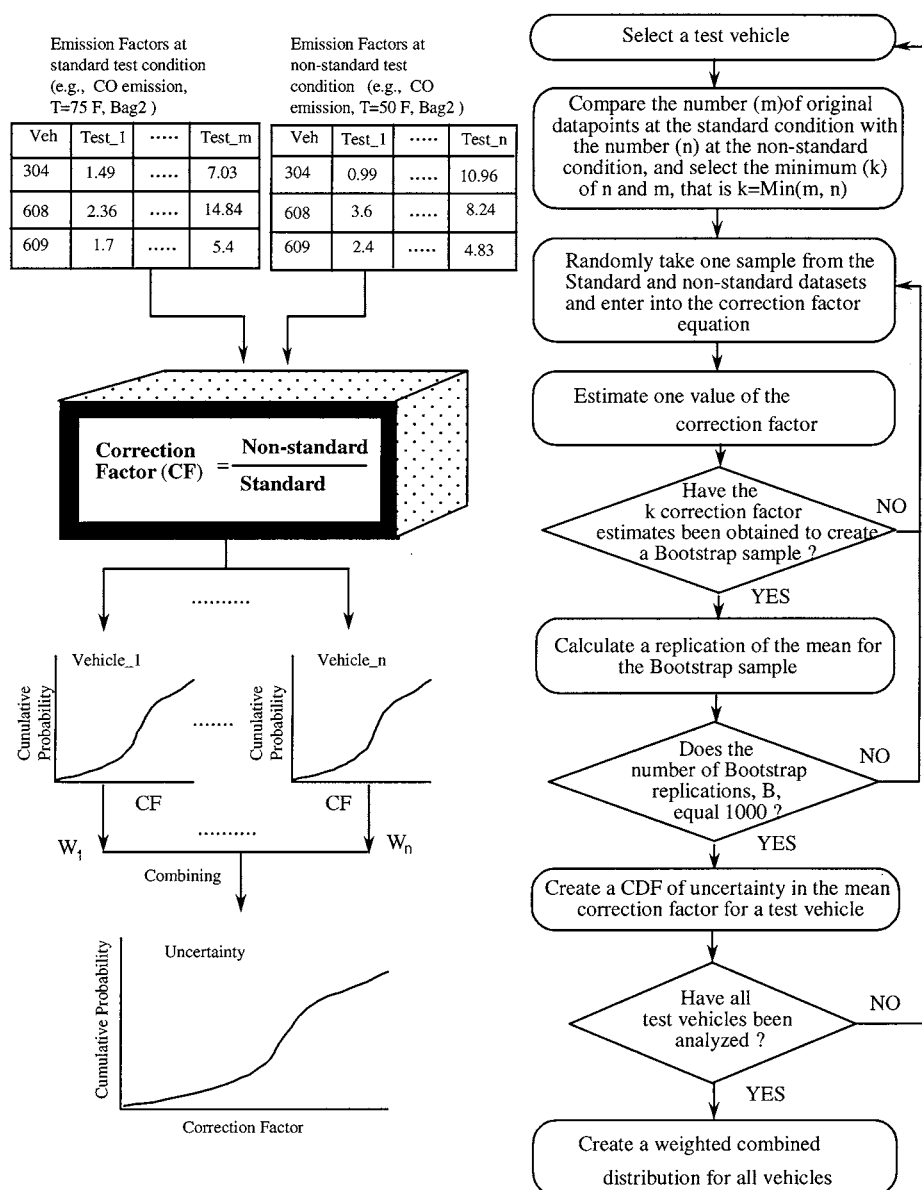 Emission Factors at
standard test condition
(e.g., CO emission,
T=75 F, Bag2 )
Veh Test_1 ..... Test_m
304 1.49 ..... 7.03
608 2.36 ..... 14.84
609 1.7 ..... 5.4
Emission Factors at
non-standard test
condition (e.g., CO
emission, T=50 F, Bag2 )
Veh Test_1 ..... Test_n
304 0.99 ..... 10.96
608 3.6 ..... 8.24
609 2.4 ..... 4.83
Correction
Factor (CF) = Non-standard
Standard
..........
Vehicle_1
Cunulative
Probability
CF
.......
Vehicle_n
Cunulative
Probability
CF
W1
..........
Wn
Combining
Uncertainty
Cumulative Probability
Correction Factor
Select a test vehicle
Compare the number (m)of original
datapoints at the standard condition with
the number (n) at the non-standard
condition, and select the minimum (k)
of n and m, that is k=Min(m, n)
Randomly take one sample from the
Standard and non-standard datasets
and enter into the correction factor
equation
Estimate one value of the
correction factor
Have the
k correction factor
estimates been obtained to create
a Bootstrap sample ?
NO
YES
Calculate a replication of the mean for
the Bootstrap sample
Does the
number of Bootstrap
replications, B,
equal 1000 ?
NO
YES
Create a CDF of uncertainty in the mean
correction factor for a test vehicle
Have all
test vehicles been
analyzed ?
NO
YES
Create a weighted combined
distribution for all vehicles